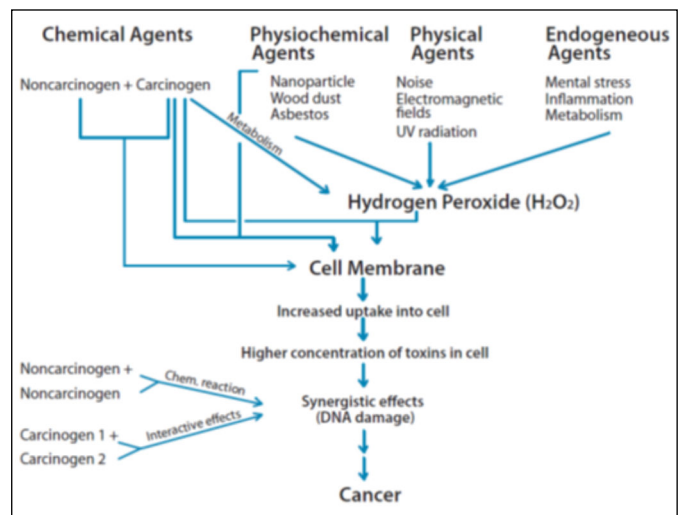 Chemical Agents
Physiochemical
Agents
Physical
Agents
Endogeneous
Agents
Noncarcinogen + Carcinogen
Nanoparticle
Wood dust
Asbestos
Noise
Electromagnetic
fields
UV radiation
Mental stress
Inflammation
Metabolism
Metabolism
Hydrogen Peroxide (H₂O₂)
Cell Membrane
Increased uptake into cell
Higher concentration of toxins in cell
Noncarcinogen +
Noncarcinogen
Chem. reaction
Synergistic effects
(DNA damage)
Carcinogen 1 +
Carcinogen 2
Interactive effects
Cancer